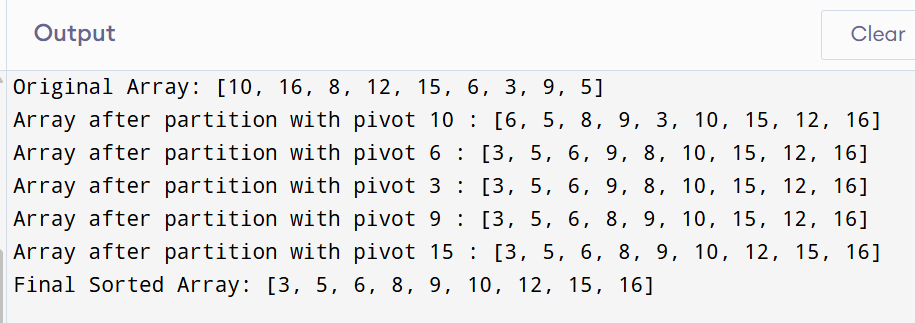 Output
Clear
Original Array: [10, 16, 8, 12, 15, 6, 3, 9, 5]
Array after partition with pivot 10 : [6, 5, 8, 9, 3, 10, 15, 12, 16]
Array after partition with pivot 6 : [3, 5, 6, 9, 8, 10, 15, 12, 16]
Array after partition with pivot 3 : [3, 5, 6, 9, 8, 10, 15, 12, 16]
Array after partition with pivot 9 : [3, 5, 6, 8, 9, 10, 15, 12, 16]
Array after partition with pivot 15 : [3, 5, 6, 8, 9, 10, 12, 15, 16]
Final Sorted Array: [3, 5, 6, 8, 9, 10, 12, 15, 16]